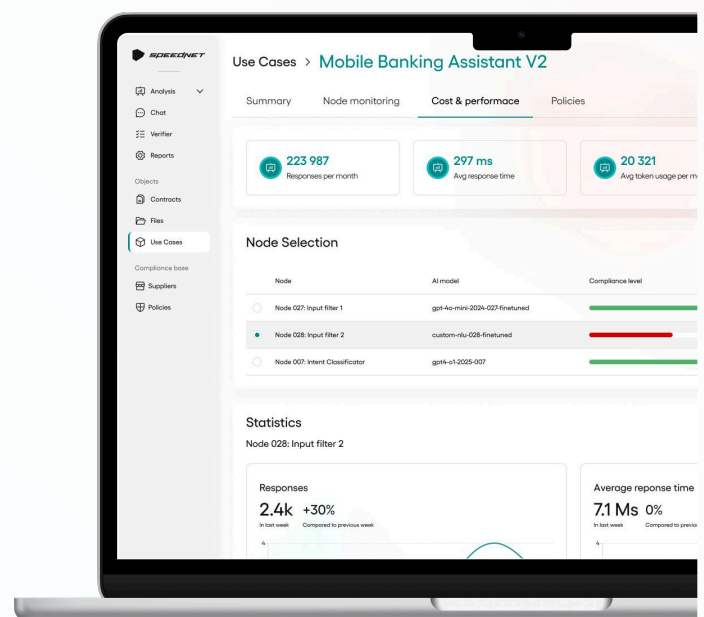 SPEEDNET
Use Cases > Mobile Banking Assistant V2
Analysis
Chat
Verifier
Reports
Objects
Contracts
Files
Use Cases
Compliance base
Suppliers
Policies
Summary Node monitoring Cost & performace Policies
223 987
Responses per month
297 ms
Avg response time
20 321
Avg token usage per m
Node Selection
Node AI model Compliance level
Node 027: Input filter 1 gpt-4o-mini-2024-027-finetuned
Node 028: Input filter 2 custom-nlu-028-finetuned
Node 007: Intent Classificator gpt4-o1-2025-007
Statistics
Node 028: Input filter 2
Responses
2.4k +30%
In last week Compared to previous week
4
Average reponse time
7.1 Ms 0%
In last week Compared to previou
4